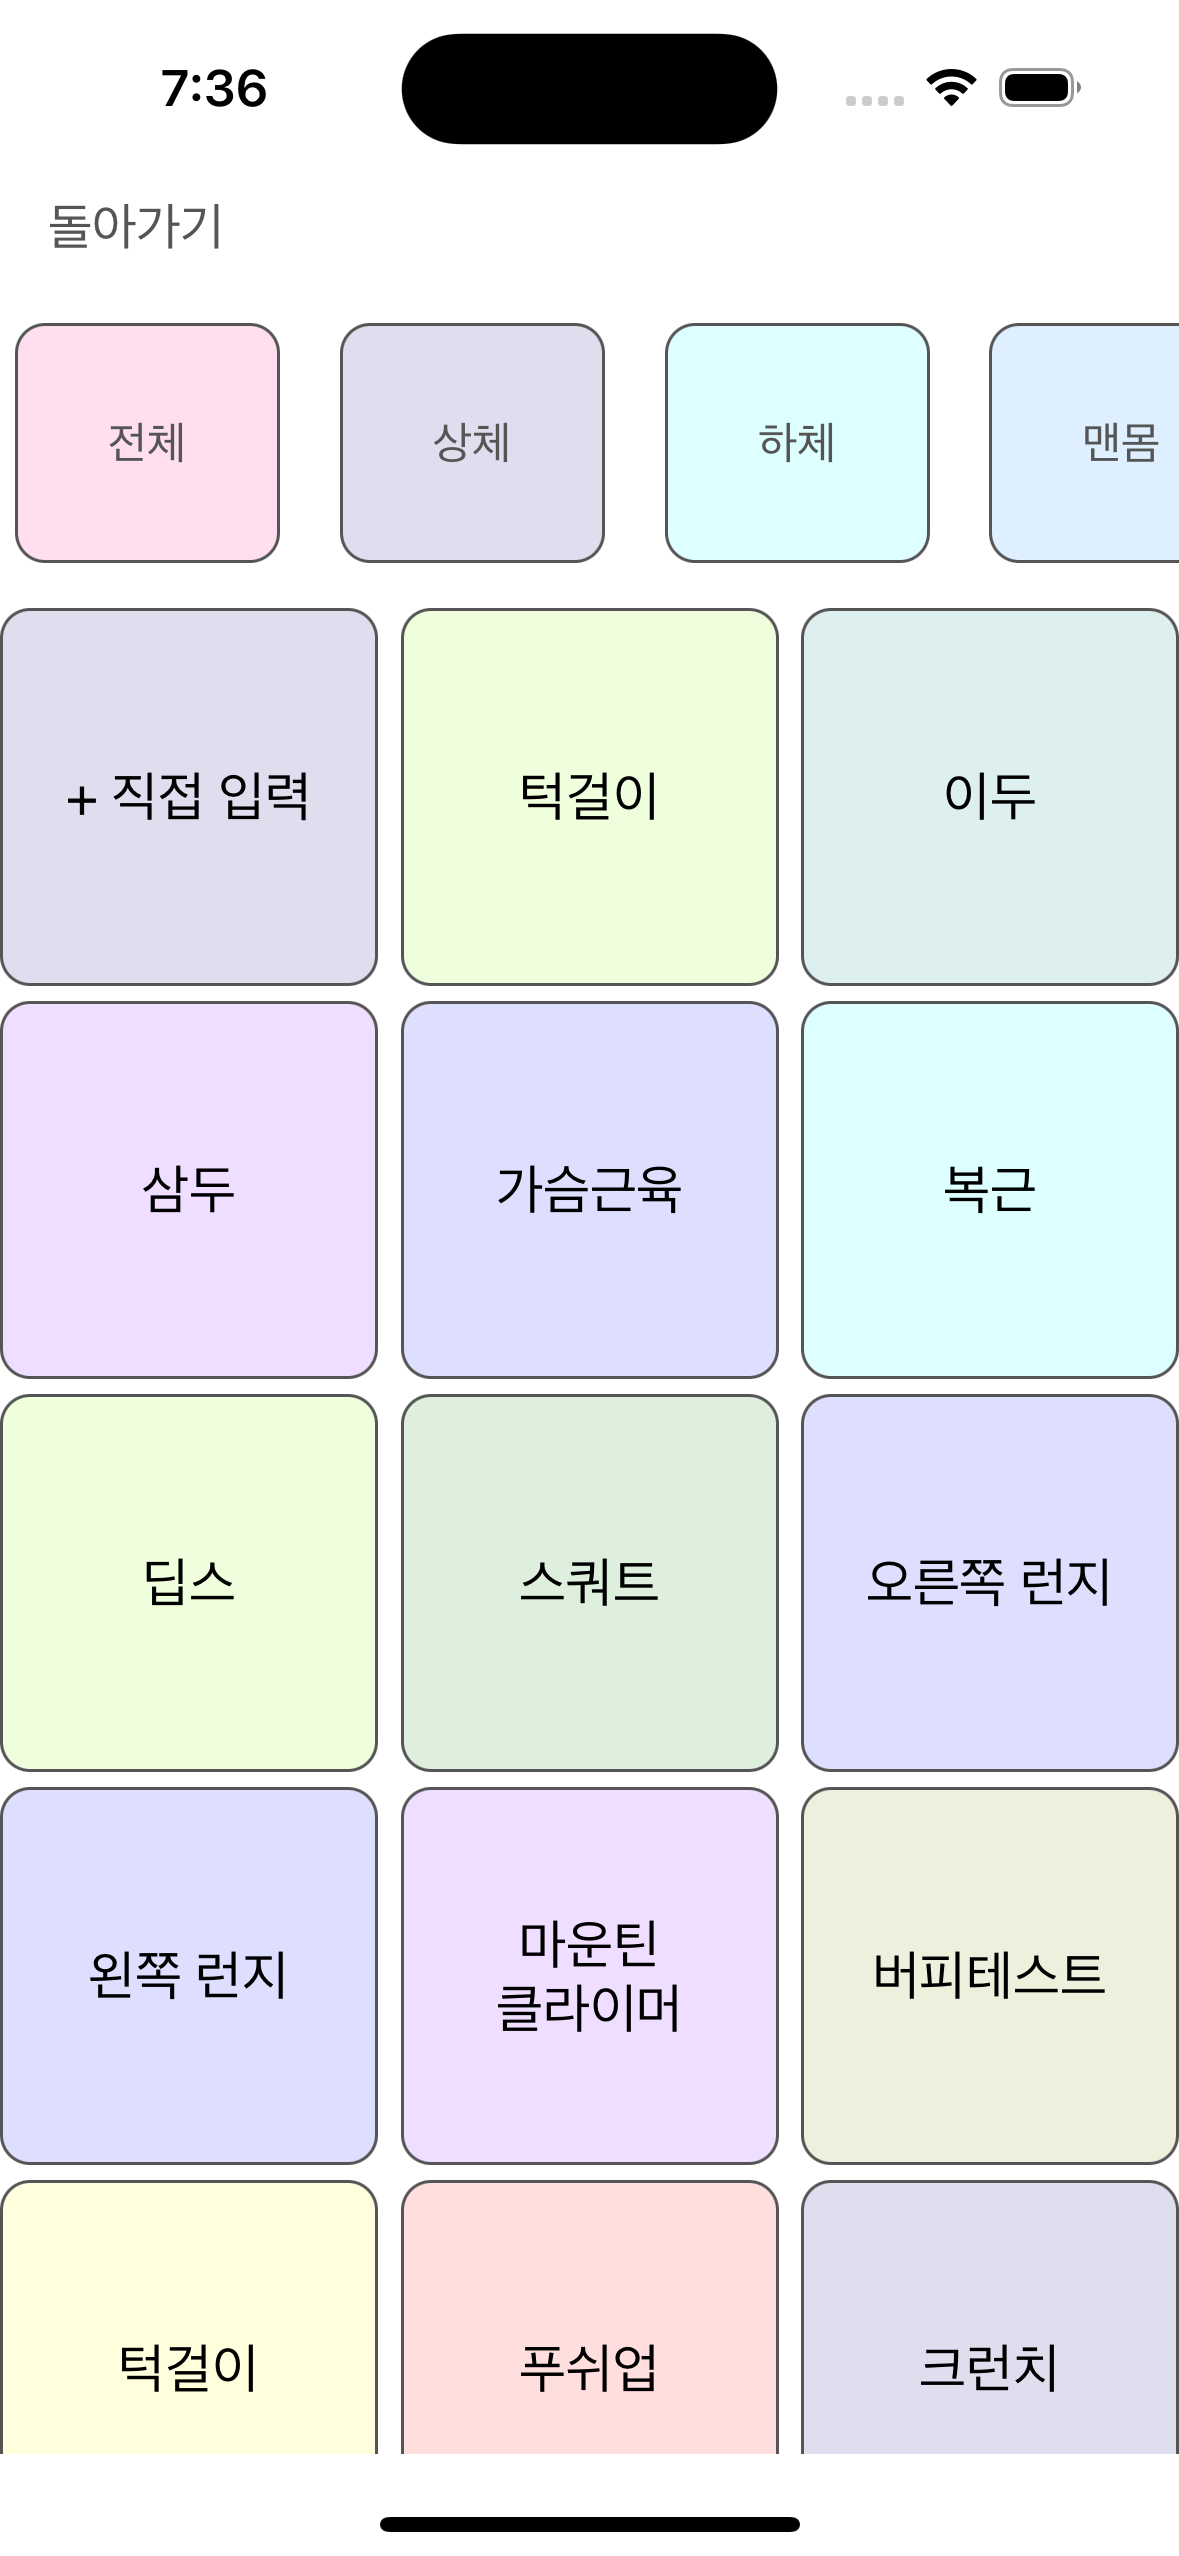 7:36
돌아가기
전체
상체
하체
맨몸
+ 직접 입력
턱걸이
이두
삼두
가슴근육
복근
딥스
스쿼트
오른쪽 런지
왼쪽 런지
마운틴
클라이머
버피테스트
턱걸이
푸쉬업
크런치